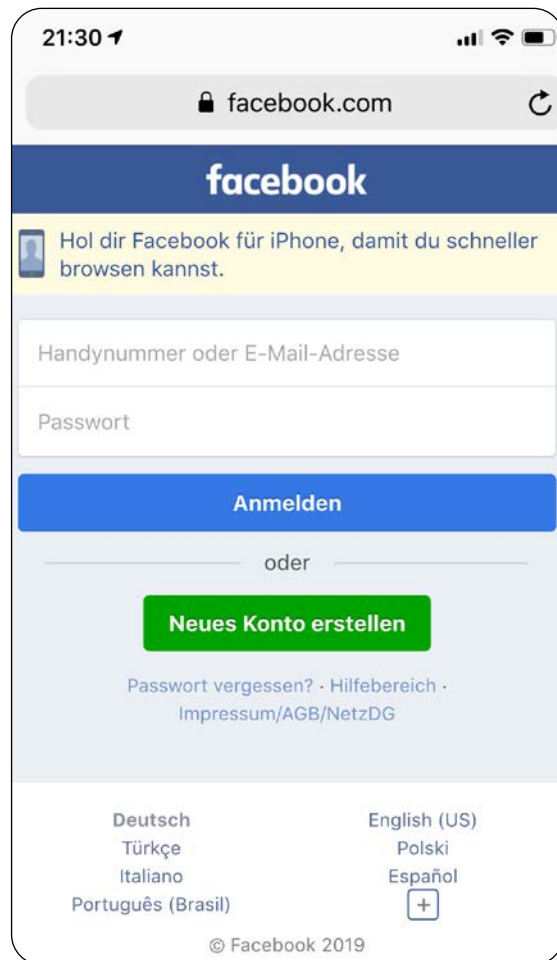 21:30
facebook.com
facebook
Hol dir Facebook für iPhone, damit du schneller
browsen kannst.
Handynummer oder E-Mail-Adresse
Passwort
Anmelden
oder
Neues Konto erstellen
Passwort vergessen? · Hilfebereich ·
Impressum/AGB/NetzDG
Deutsch English (US)
Türkçe Polski
Italiano Español
Português (Brasil) +
© Facebook 2019